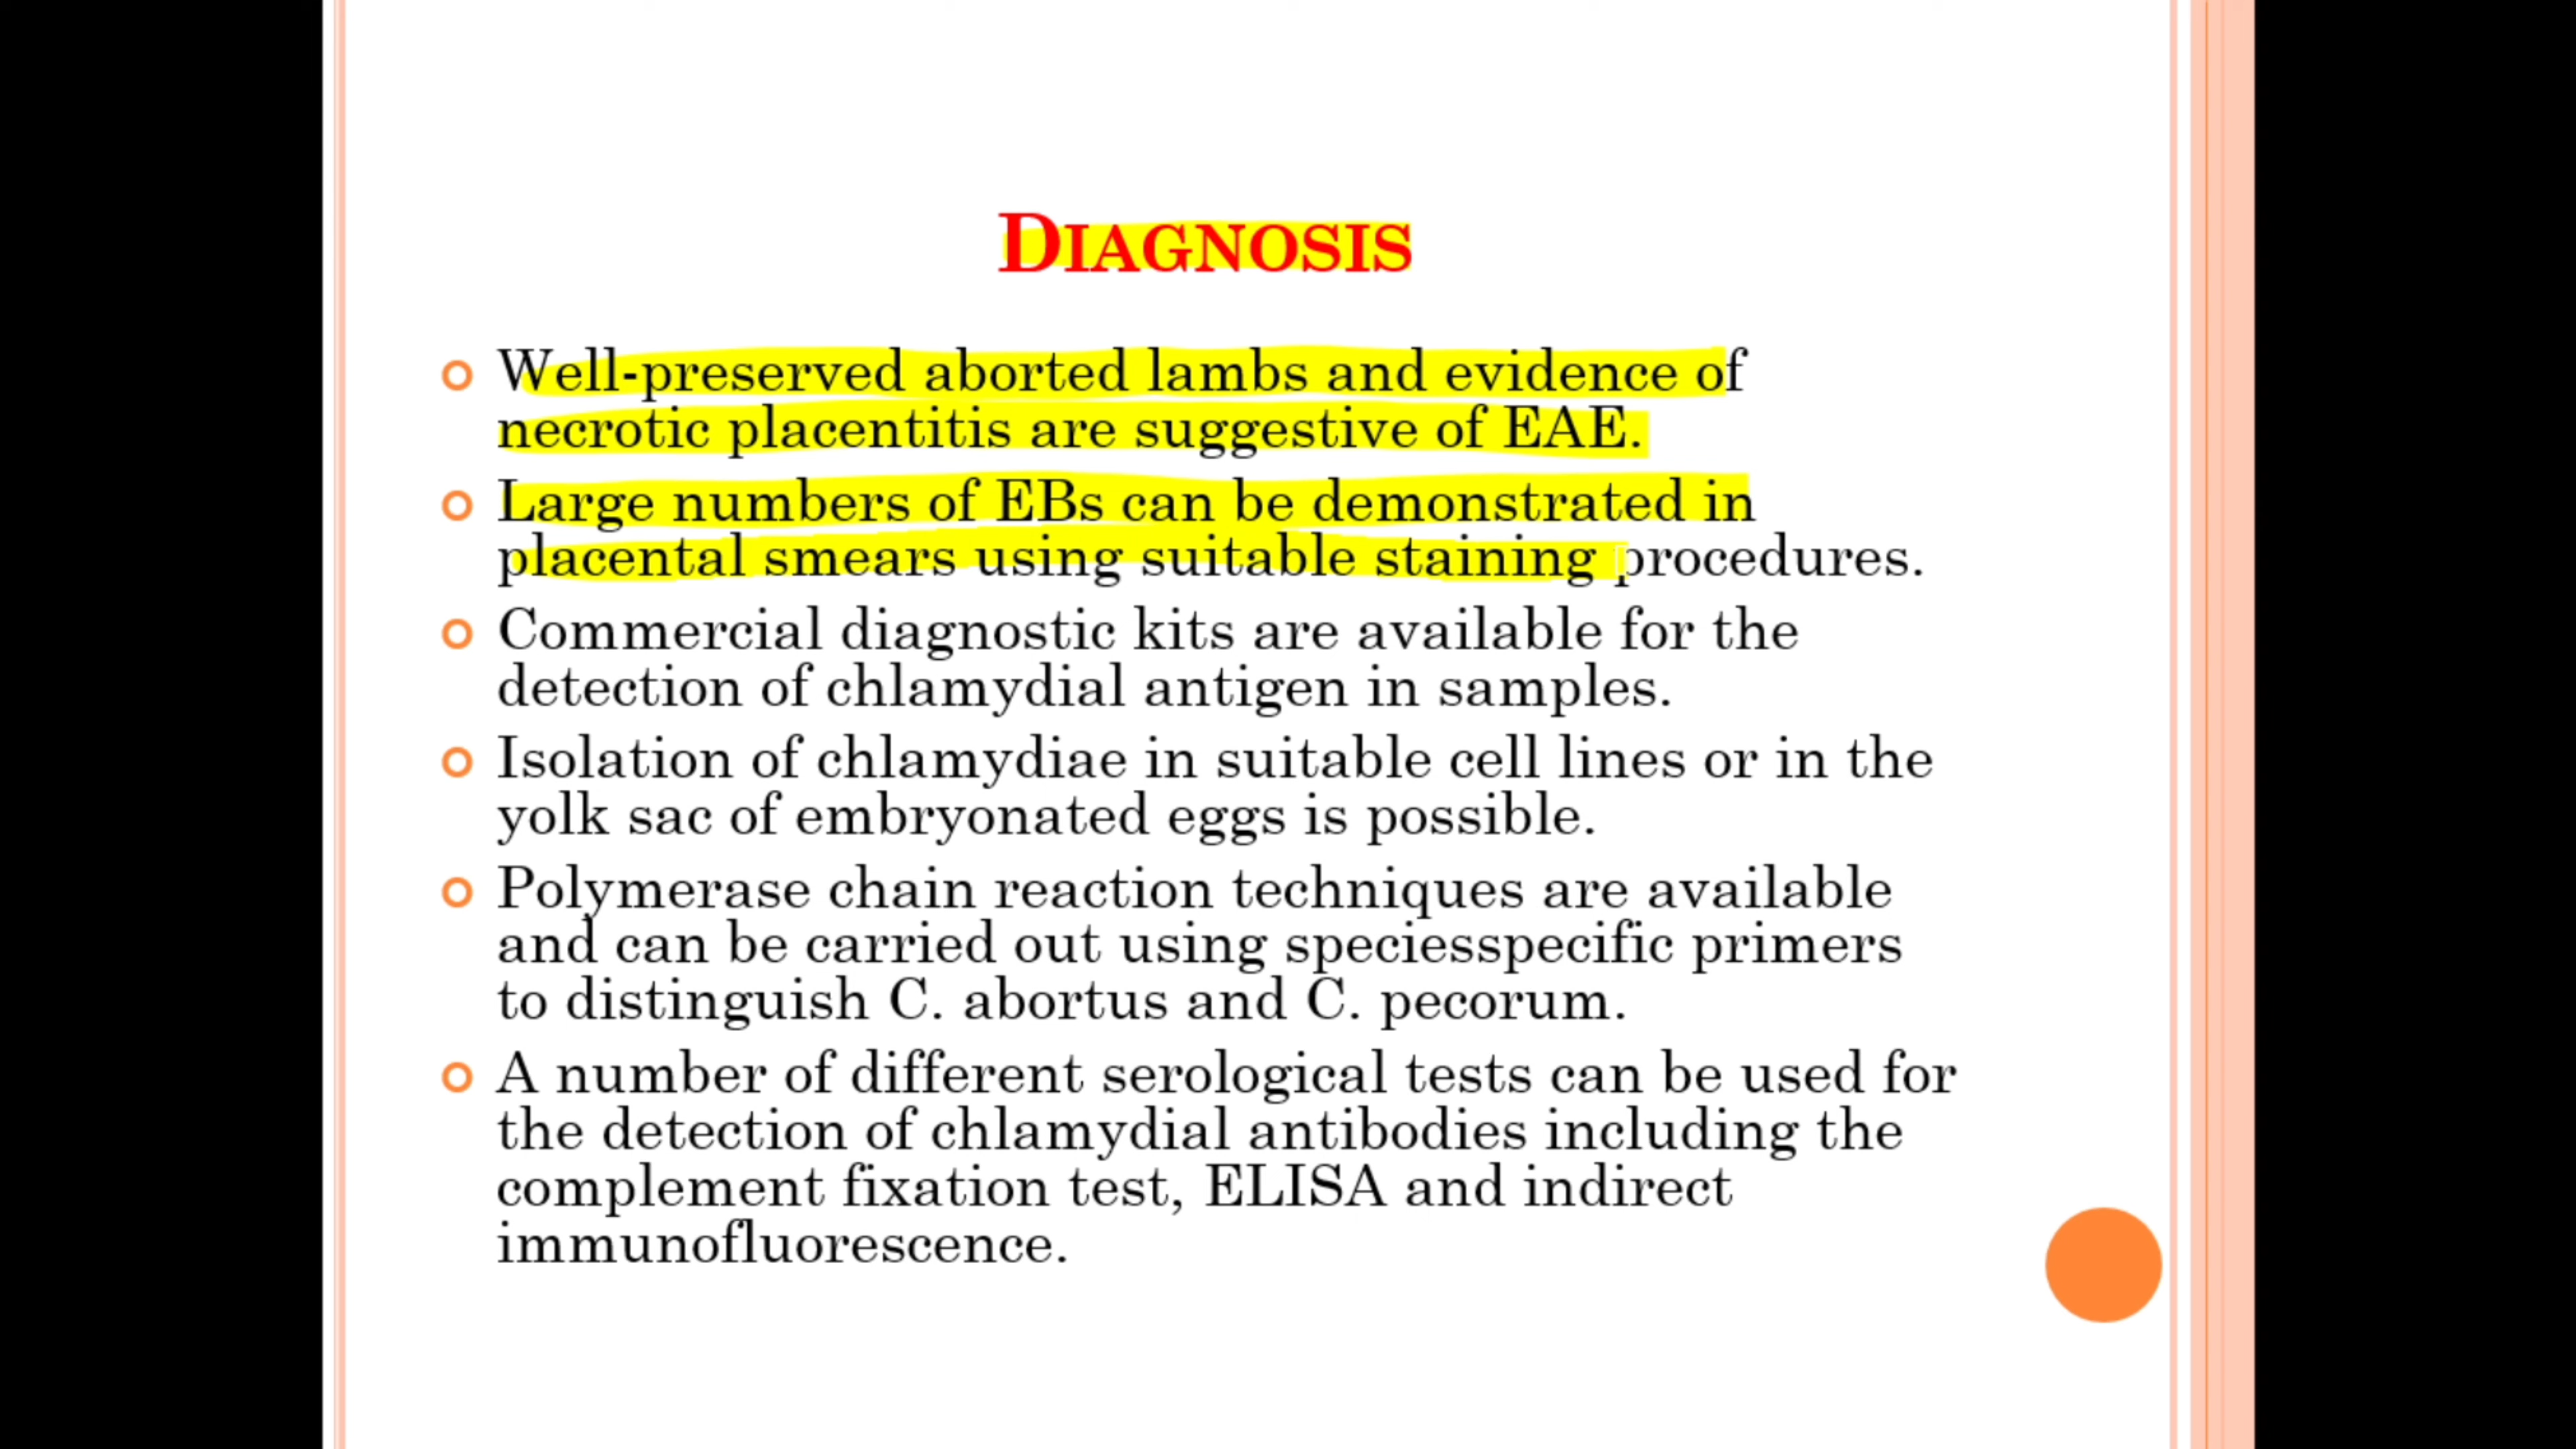 DIAGNOSIS
Well-preserved aborted lambs and evidence of
necrotic placentitis are suggestive of EAE.
Large numbers of EBs can be demonstrated in
placental smears using suitable staining procedures.
Commercial diagnostic kits are available for the
detection of chlamydial antigen in samples.
Isolation of chlamydiae in suitable cell lines or in the
yolk sac of embryonated eggs is possible.
Polymerase chain reaction techniques are available
and can be carried out using speciesspecific primers
to distinguish C. abortus and C. pecorum.
A number of different serological tests can be used for
the detection of chlamydial antibodies including the
complement fixation test, ELISA and indirect
immunofluorescence.